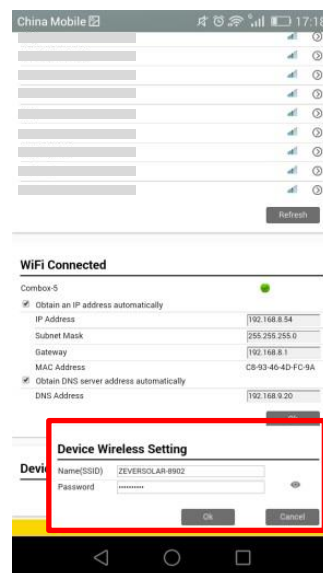 China Mobile 17:18
Refresh
WiFi Connected
Combox-5
Obtain an IP address automatically
IP Address 192.168.8.54
Subnet Mask 255.255.255.0
Gateway 192.168.8.1
MAC Address C8-93-46-4D-FC-9A
Obtain DNS server address automatically
DNS Address 192.168.9.20
Device Wireless Setting
Devi
Name(SSID) ZEVERSOLAR-8902
Password ••••••••••
Ok Cancel